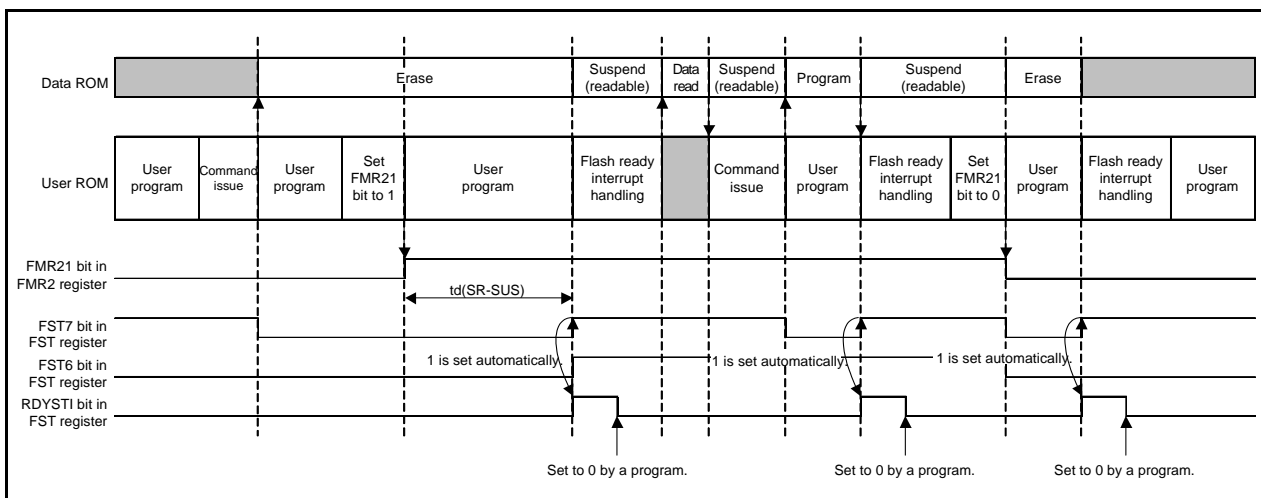 Data ROM
Erase
Suspend
(readable)
Data
read
Suspend
(readable)
Program
Suspend
(readable)
Erase
User ROM
User
program
Command
issue
User
program
Set
FMR21
bit to 1
User
program
Flash ready
interrupt
handling
Command
issue
User
program
Flash ready
interrupt
handling
Set
FMR21
bit to 0
User
program
Flash ready
interrupt
handling
User
program
FMR21 bit in
FMR2 register
td(SR-SUS)
FST7 bit in
FST register
1 is set automatically.
1 is set automatically.
1 is set automatically.
FST6 bit in
FST register
RDYSTI bit in
FST register
Set to 0 by a program.
Set to 0 by a program.
Set to 0 by a program.